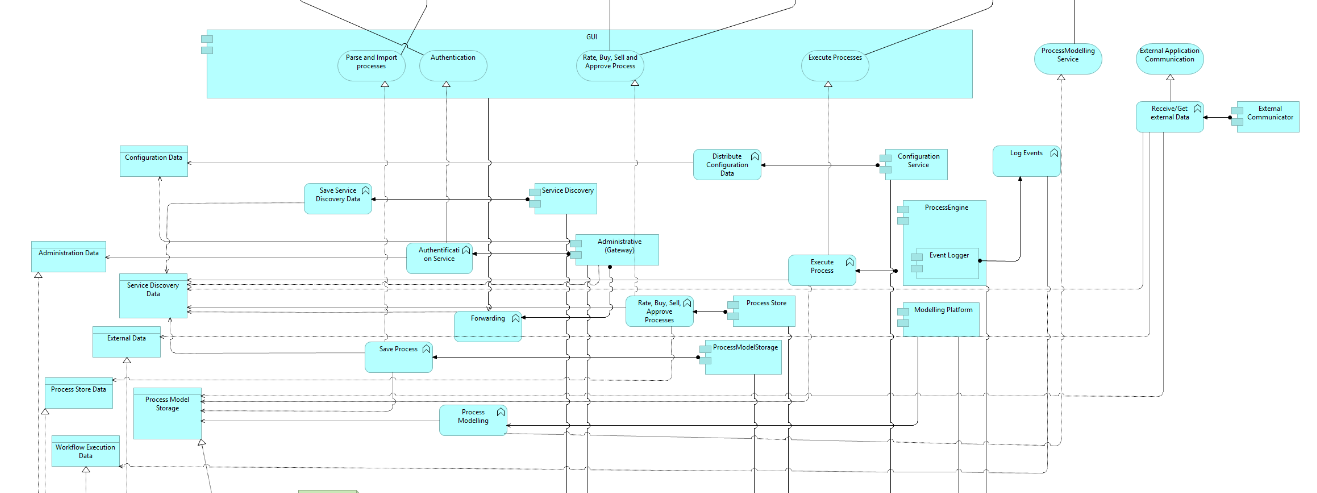 GUI
Parse and Import
processes
Authentication
Rate, Buy, Sell and
Approve Process
Execute Processes
ProcessModelling
Service
External Application
Communication
Receive/Get
external Data
External
Communicator
Configuration Data
Distribute
Configuration
Data
Configuration
Service
Log Events
Save Service
Discovery Data
Service Discovery
ProcessEngine
Administration Data
Authentificati
on Service
Administrative
(Gateway)
Execute
Process
Event Logger
Service Discovery
Data
Forwarding
Rate, Buy, Sell,
Approve
Processes
Process Store
Modelling Platform
External Data
Save Process
ProcessModelStorage
Process Store Data
Process Model
Storage
Process
Modelling
Workflow Execution
Data